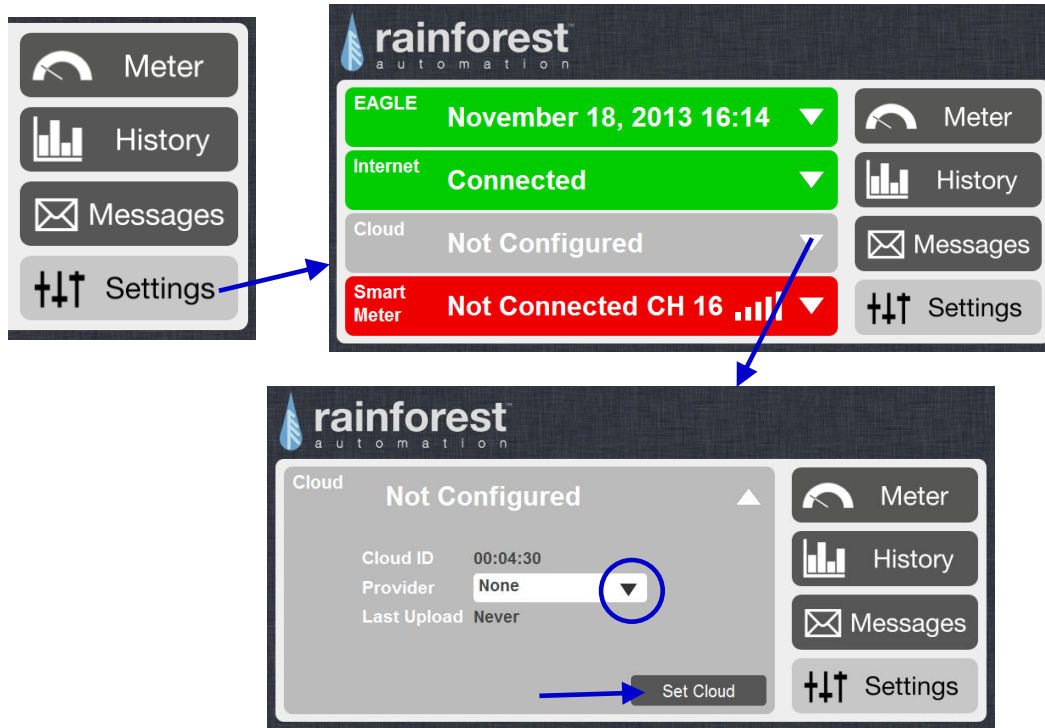 Meter
History
Messages
Settings
rainforest™
automation
EAGLE
November 18, 2013 16:14
Internet
Connected
Cloud
Not Configured
Smart
Meter
Not Connected CH 16
Meter
History
Messages
Settings
rainforest™
automation
Cloud
Not Configured
Cloud ID 00:04:30
Provider None
Last Upload Never
Set Cloud
Meter
History
Messages
Settings